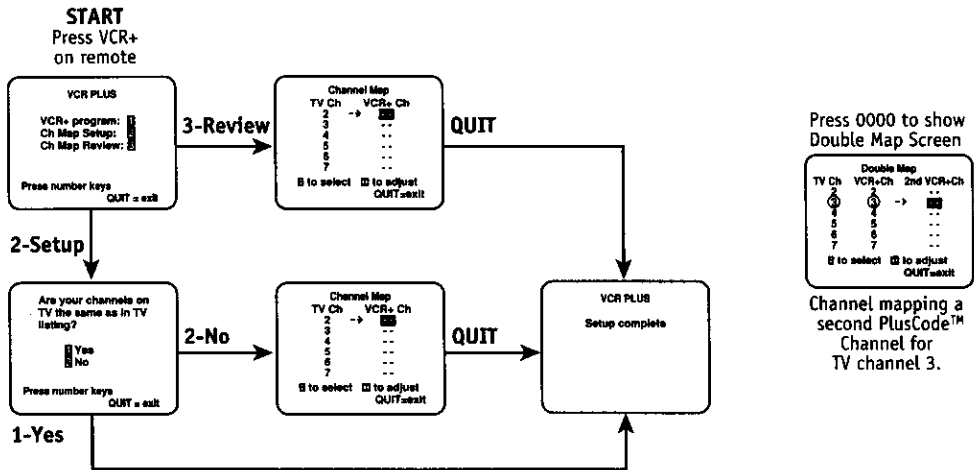 START
Press VCR+
on remote
VCR PLUS
VCR+ program:
Ch Map Setup:
Ch Map Review:
Press number keys
QUIT = exit
3-Review
Channel Map
TV Ch VCR+ Ch
2 → --
3 --
4 --
5 --
6 --
7 --
to select to adjust
QUIT=exit
QUIT
2-Setup
Are your channels on
TV the same as in TV
listing?
Yes
No
Press number keys
QUIT = exit
2-No
Channel Map
TV Ch VCR+ Ch
2 → --
3 --
4 --
5 --
6 --
7 --
to select to adjust
QUIT=exit
QUIT
VCR PLUS
Setup complete
1-Yes
Press 0000 to show
Double Map Screen
Double Map
TV Ch VCR+Ch 2nd VCR+Ch
2 2 --
3 3 → --
4 4 --
5 5 --
6 6 --
7 7 --
to select to adjust
QUIT=exit
Channel mapping a
second PlusCode™
Channel for
TV channel 3.